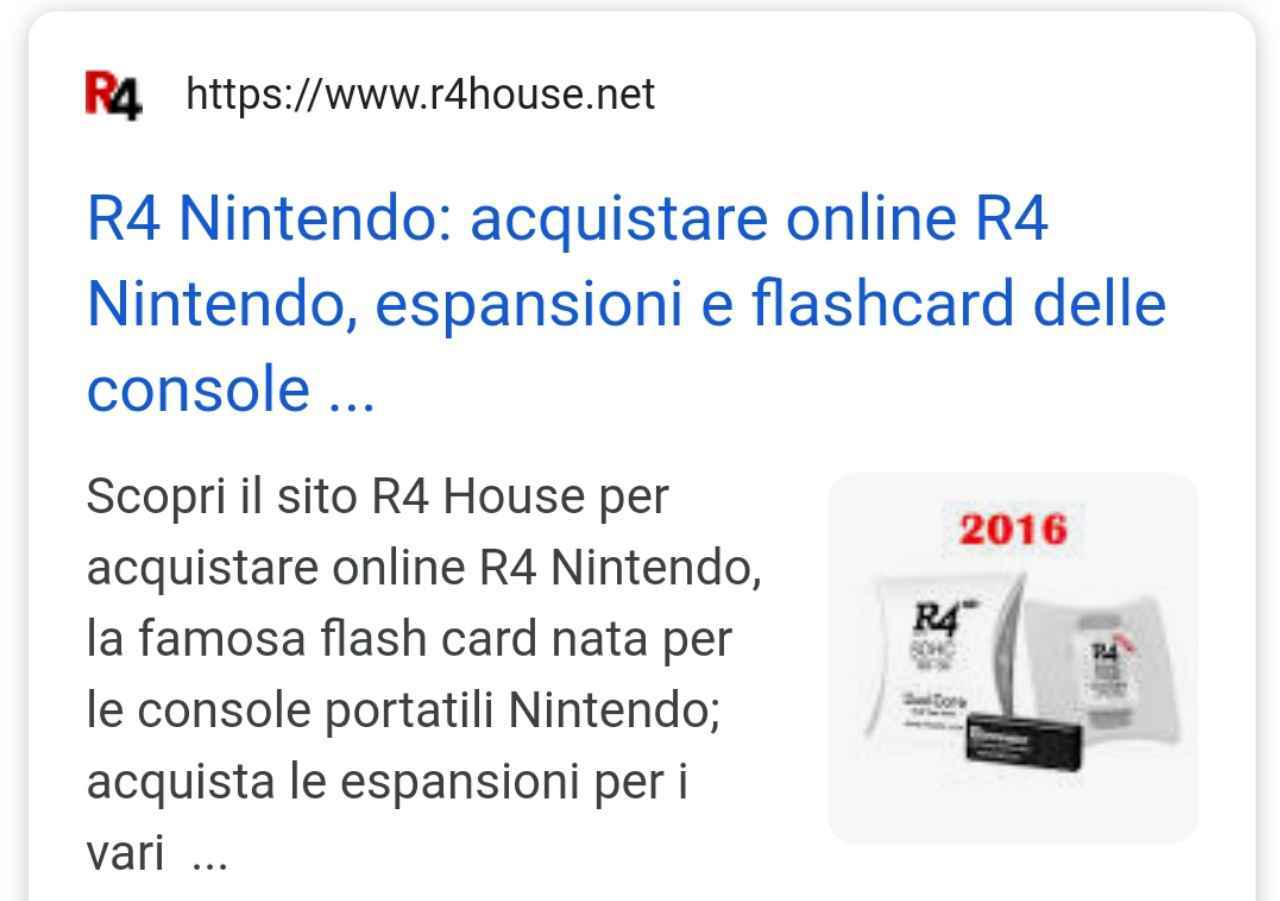 R4 https://www.r4house.net
R4 Nintendo: acquistare online R4
Nintendo, espansioni e flashcard delle
console ...
Scopri il sito R4 House per
acquistare online R4 Nintendo,
la famosa flash card nata per
le console portatili Nintendo;
acquista le espansioni per i
vari ...
2016
R4
SDHC
Dual-Core
R4